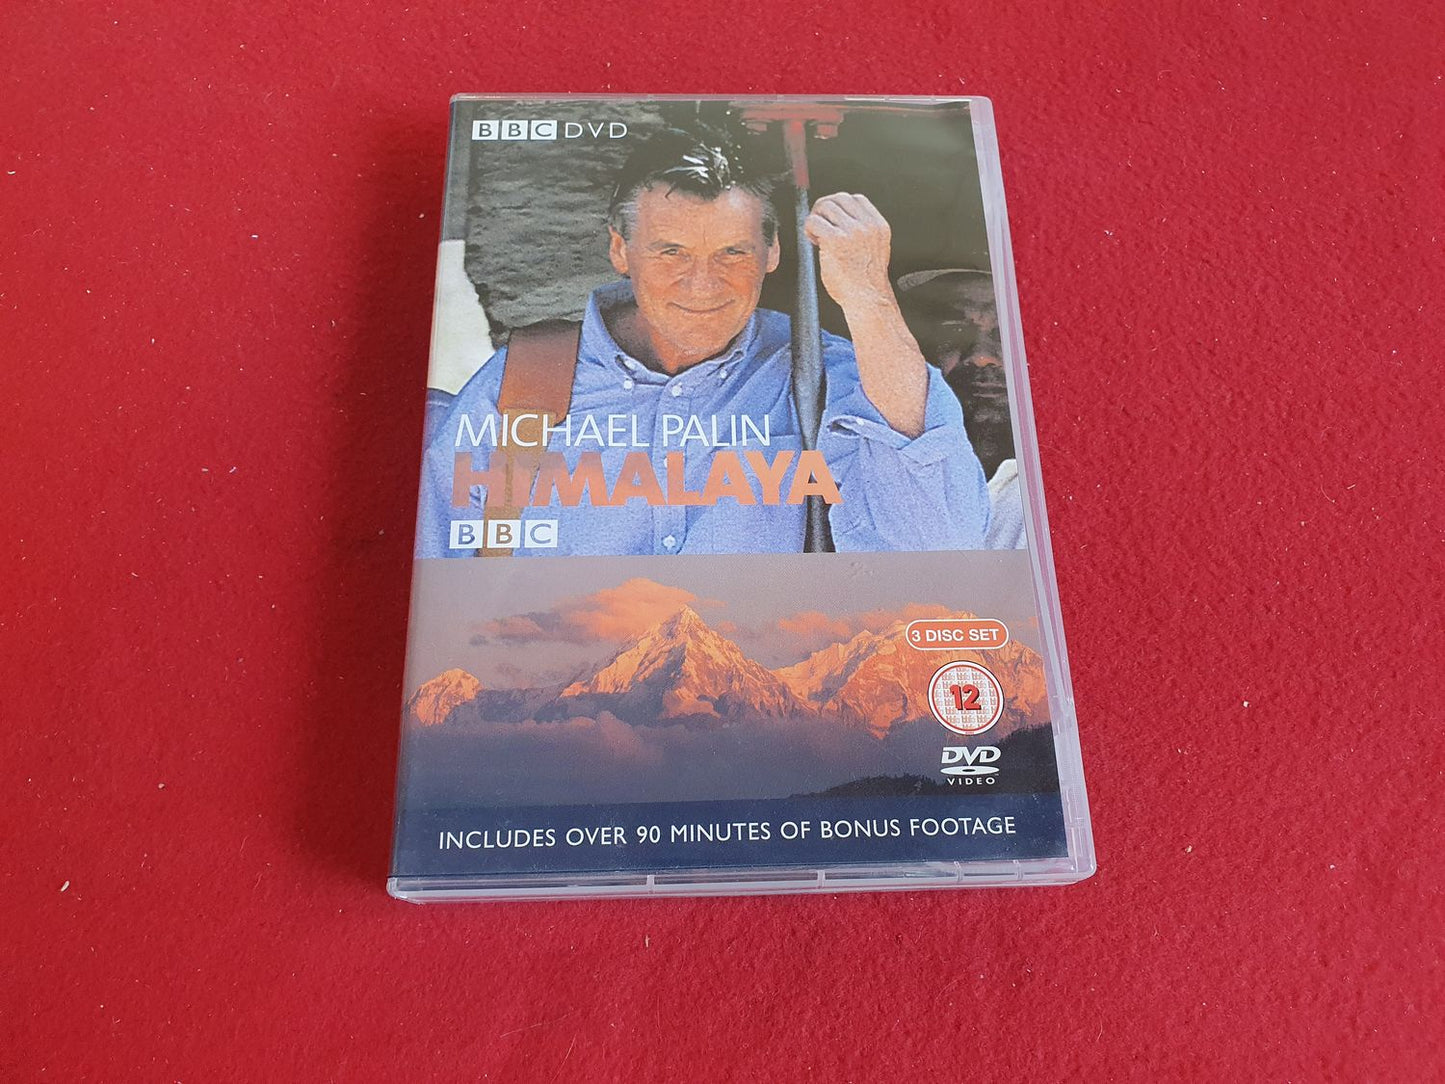 BBC DVD
MICHAEL PALIN
HIMALAYA
BBC
3 DISC SET
12
DVD
VIDEO
INCLUDES OVER 90 MINUTES OF BONUS FOOTAGE